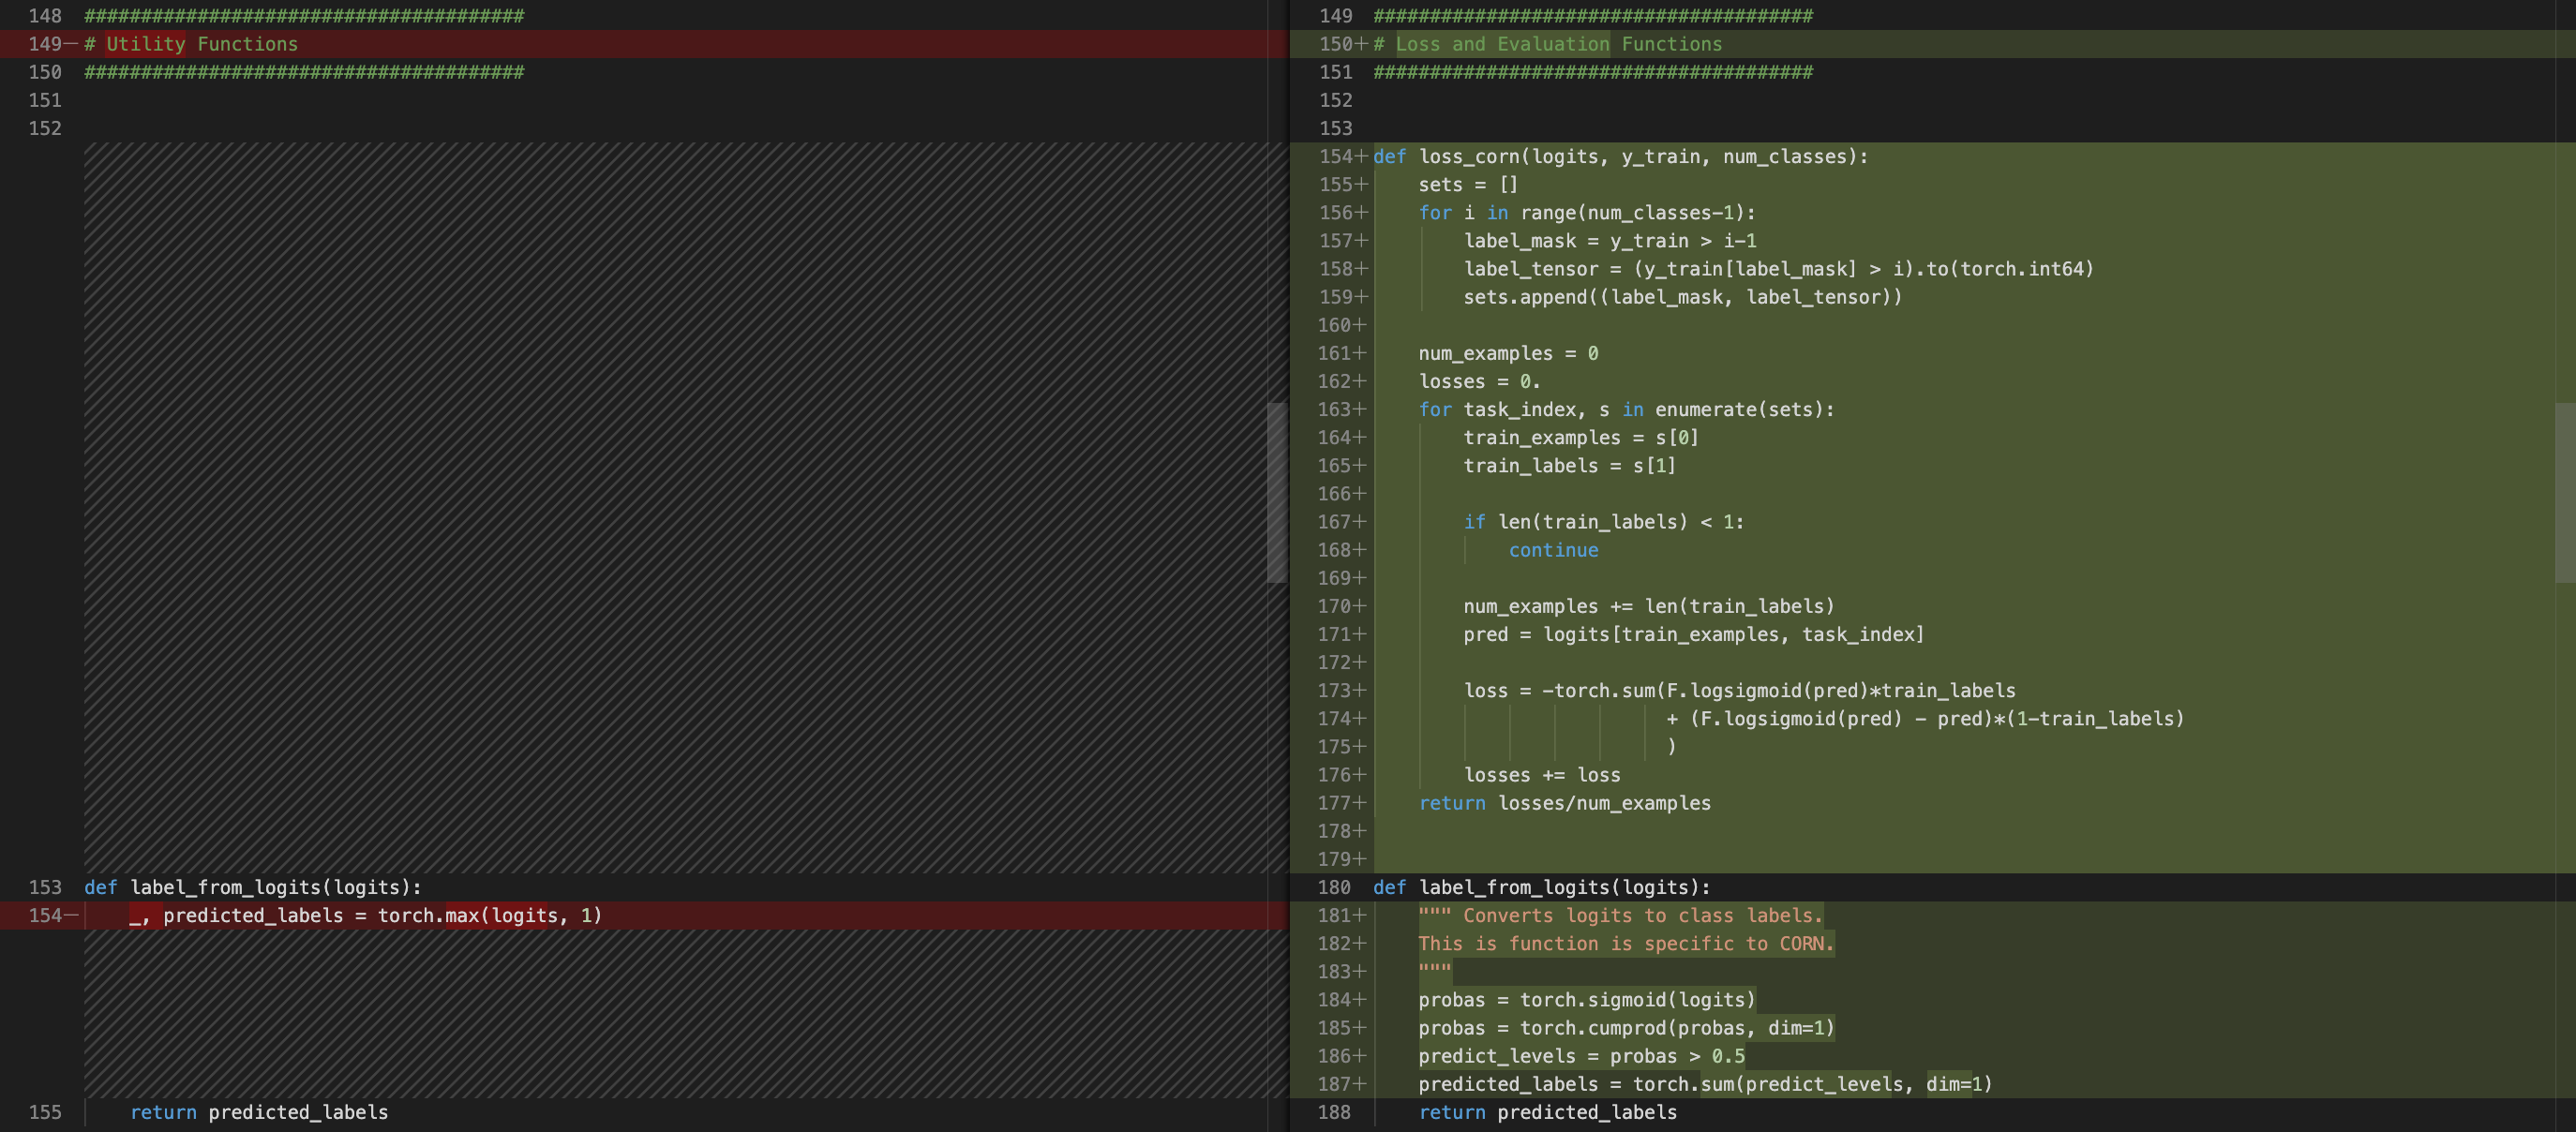 148 #######################################
149— # Utility Functions
150 #######################################
151
152
153 def label_from_logits(logits):
154—     _, predicted_labels = torch.max(logits, 1)
155     return predicted_labels
149 #######################################
150+ # Loss and Evaluation Functions
151 #######################################
152
153
154+ def loss_corn(logits, y_train, num_classes):
155+     sets = []
156+     for i in range(num_classes-1):
157+         label_mask = y_train > i-1
158+         label_tensor = (y_train[label_mask] > i).to(torch.int64)
159+         sets.append((label_mask, label_tensor))
160+
161+     num_examples = 0
162+     losses = 0.
163+     for task_index, s in enumerate(sets):
164+         train_examples = s[0]
165+         train_labels = s[1]
166+
167+         if len(train_labels) < 1:
168+             continue
169+
170+         num_examples += len(train_labels)
171+         pred = logits[train_examples, task_index]
172+
173+         loss = -torch.sum(F.logsigmoid(pred)*train_labels
174+                           + (F.logsigmoid(pred) - pred)*(1-train_labels)
175+                           )
176+         losses += loss
177+     return losses/num_examples
178+
179+
180 def label_from_logits(logits):
181+     """ Converts logits to class labels.
182+     This is function is specific to CORN.
183+     """
184+     probas = torch.sigmoid(logits)
185+     probas = torch.cumprod(probas, dim=1)
186+     predict_levels = probas > 0.5
187+     predicted_labels = torch.sum(predict_levels, dim=1)
188     return predicted_labels